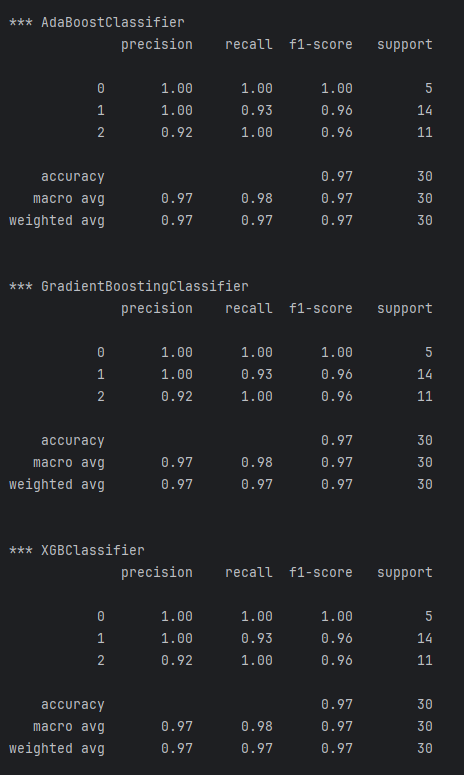 *** AdaBoostClassifier
              precision    recall  f1-score   support

           0       1.00      1.00      1.00         5
           1       1.00      0.93      0.96        14
           2       0.92      1.00      0.96        11

    accuracy                           0.97        30
   macro avg       0.97      0.98      0.97        30
weighted avg       0.97      0.97      0.97        30

*** GradientBoostingClassifier
              precision    recall  f1-score   support

           0       1.00      1.00      1.00         5
           1       1.00      0.93      0.96        14
           2       0.92      1.00      0.96        11

    accuracy                           0.97        30
   macro avg       0.97      0.98      0.97        30
weighted avg       0.97      0.97      0.97        30

*** XGBClassifier
              precision    recall  f1-score   support

           0       1.00      1.00      1.00         5
           1       1.00      0.93      0.96        14
           2       0.92      1.00      0.96        11

    accuracy                           0.97        30
   macro avg       0.97      0.98      0.97        30
weighted avg       0.97      0.97      0.97        30